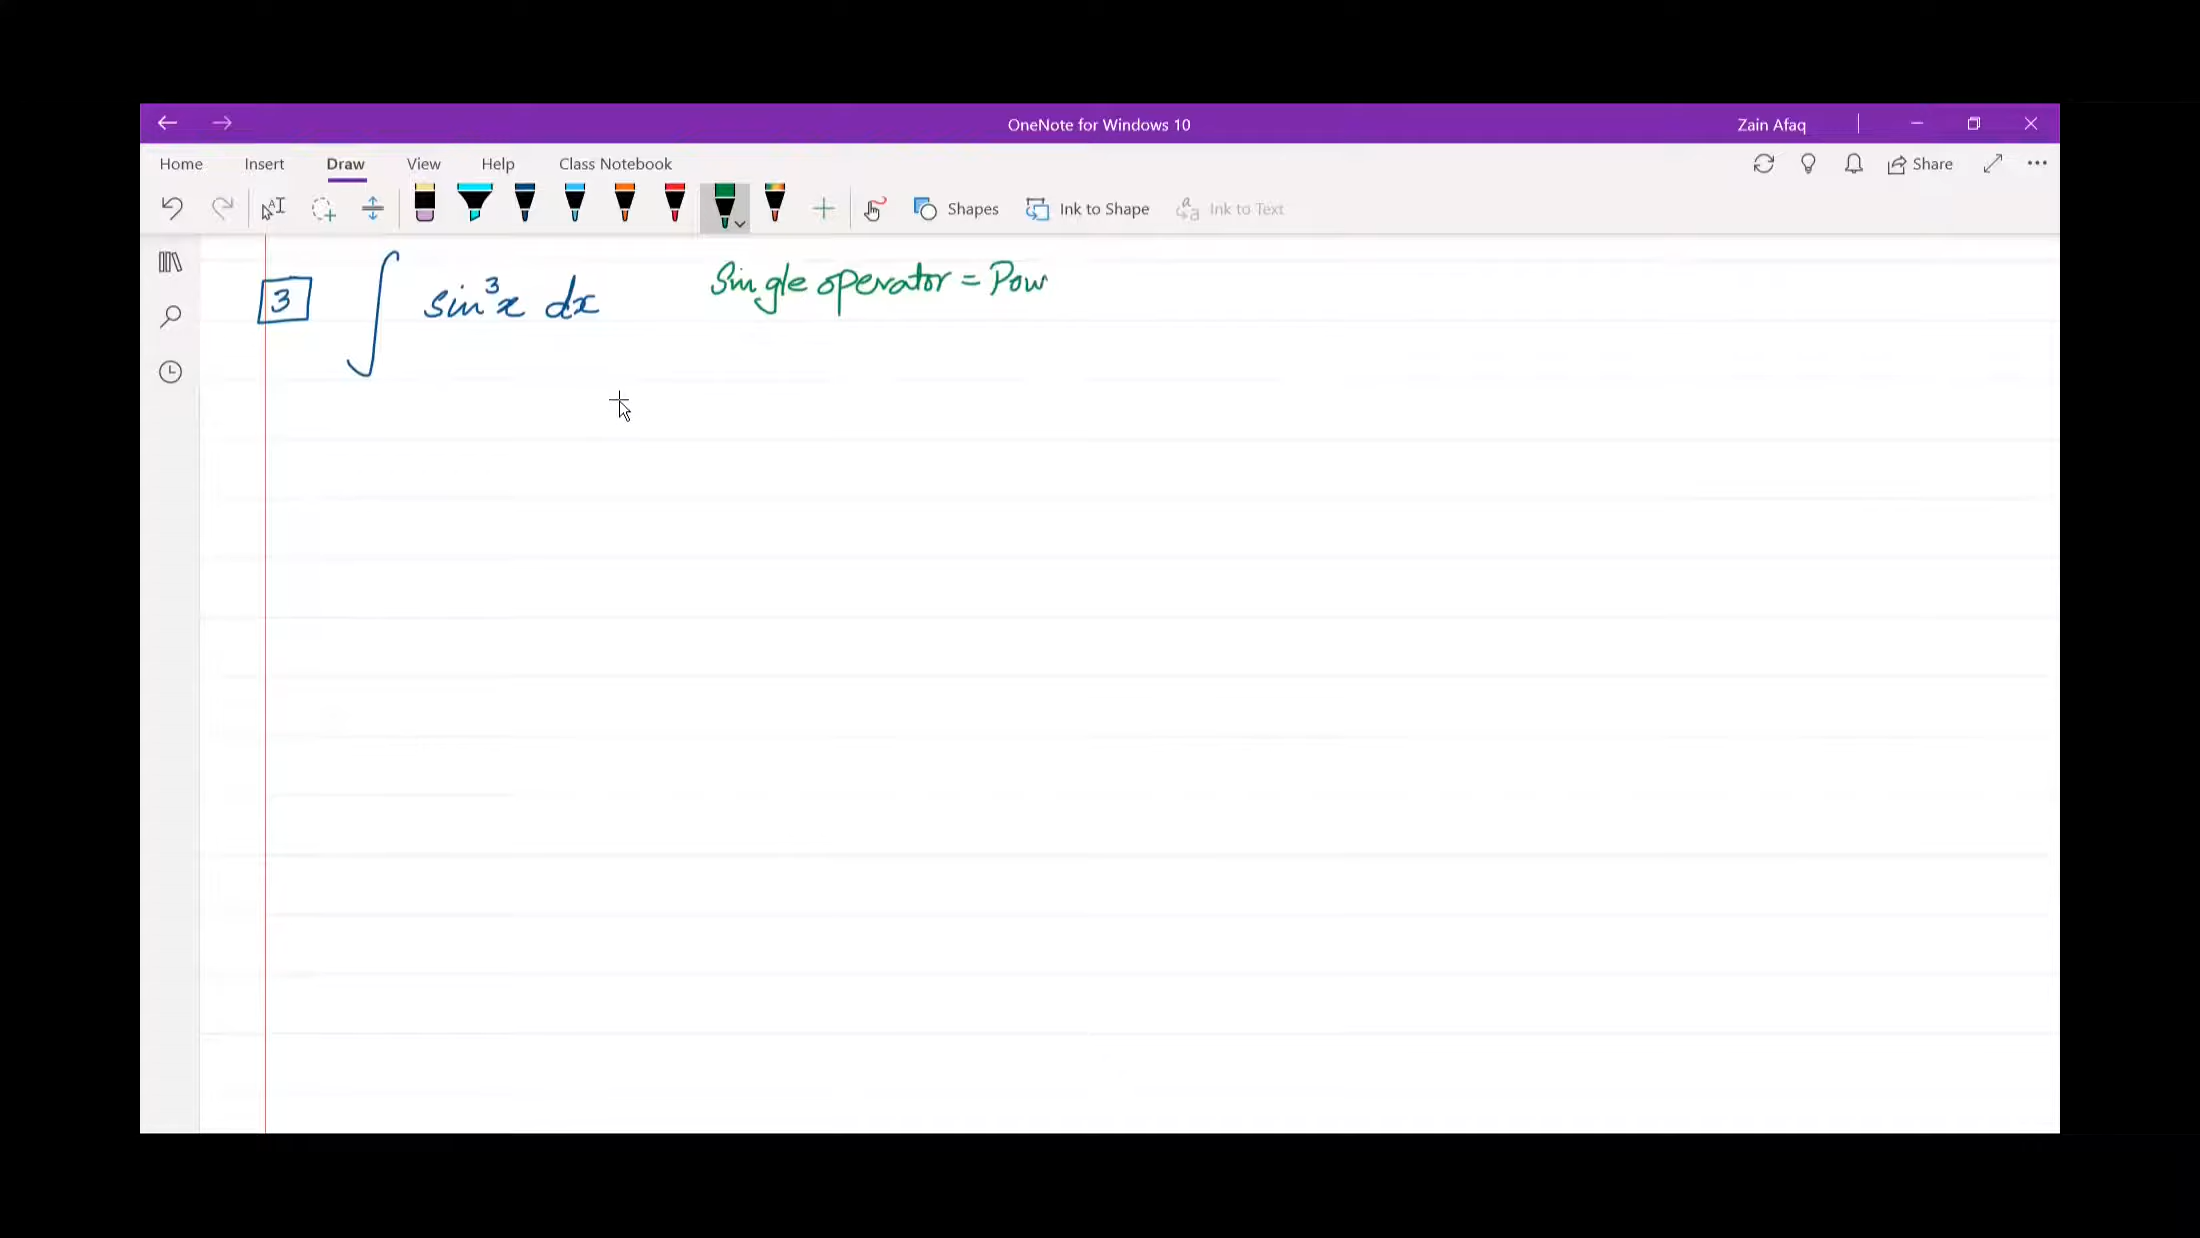 OneNote for Windows 10
Zain Afaq
Home Insert Draw View Help Class Notebook
Share
Shapes Ink to Shape Ink to Text
3 ∫ sin³x dx Single operator = Pow